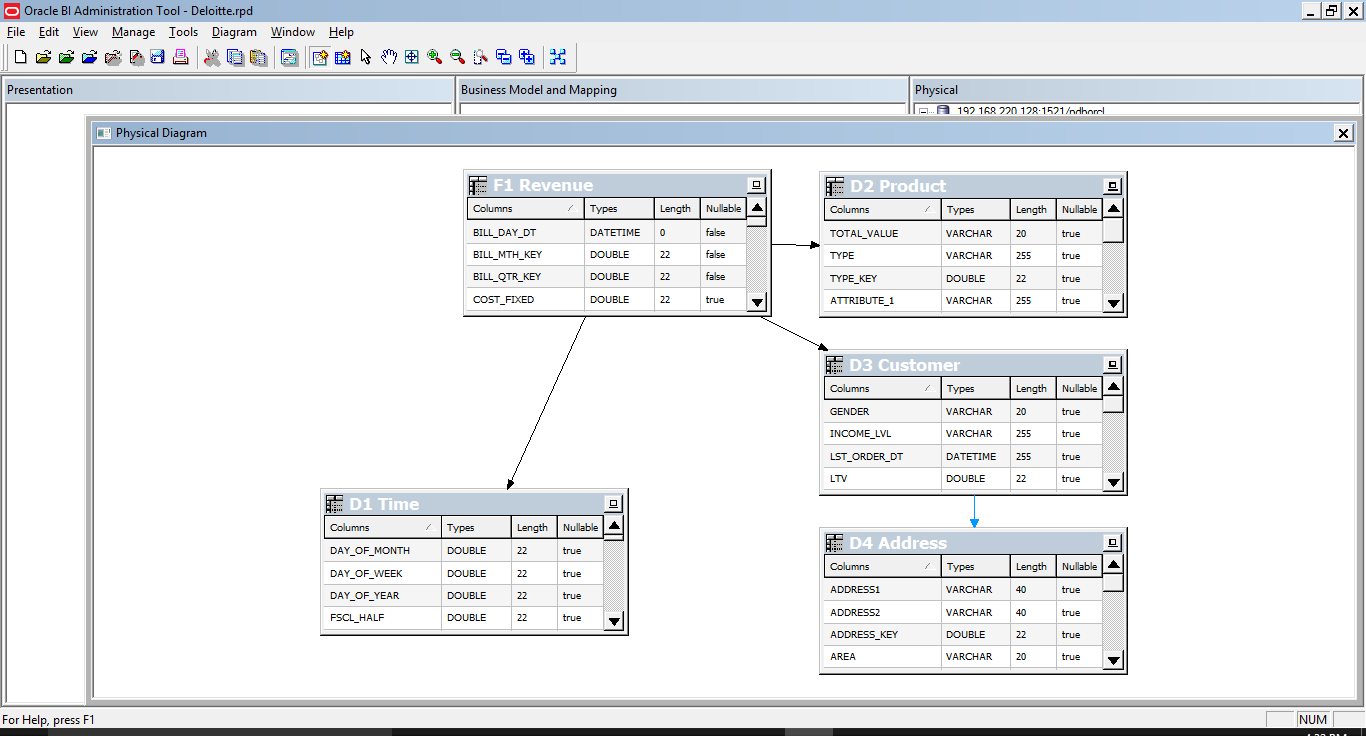 Oracle BI Administration Tool - Deloitte.rpd
File Edit View Manage Tools Diagram Window Help
Presentation
Business Model and Mapping
Physical
192.168.220.128:1521/pdborcl
Physical Diagram
F1 Revenue
Columns Types Length Nullable
BILL_DAY_DT DATETIME 0 false
BILL_MTH_KEY DOUBLE 22 false
BILL_QTR_KEY DOUBLE 22 false
COST_FIXED DOUBLE 22 true
D2 Product
Columns Types Length Nullable
TOTAL_VALUE VARCHAR 20 true
TYPE VARCHAR 255 true
TYPE_KEY DOUBLE 22 true
ATTRIBUTE_1 VARCHAR 255 true
D3 Customer
Columns Types Length Nullable
GENDER VARCHAR 20 true
INCOME_LVL VARCHAR 255 true
LST_ORDER_DT DATETIME 255 true
LTV DOUBLE 22 true
D1 Time
Columns Types Length Nullable
DAY_OF_MONTH DOUBLE 22 true
DAY_OF_WEEK DOUBLE 22 true
DAY_OF_YEAR DOUBLE 22 true
FSCL_HALF DOUBLE 22 true
D4 Address
Columns Types Length Nullable
ADDRESS1 VARCHAR 40 true
ADDRESS2 VARCHAR 40 true
ADDRESS_KEY DOUBLE 22 true
AREA VARCHAR 20 true
For Help, press F1
NUM